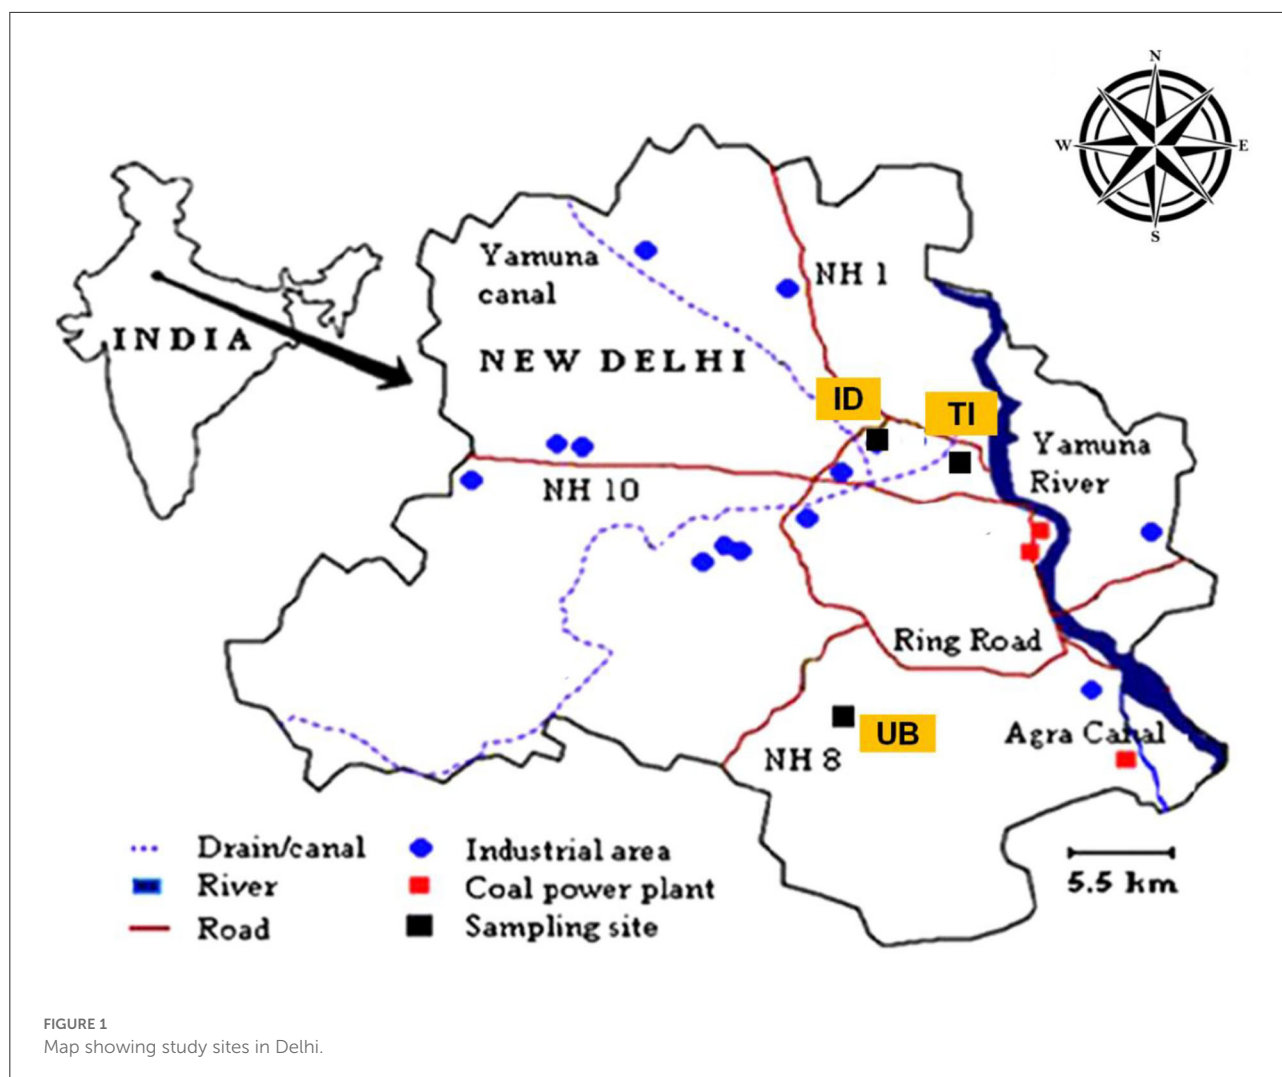 N
W
E
S
Yamuna
canal
NH 1
INDIA
NEW DELHI
ID
TI
Yamuna
River
NH 10
Ring Road
UB
Agra Canal
NH 8
Drain/canal
Industrial area
River
Coal power plant
Road
Sampling site
5.5 km
FIGURE 1
Map showing study sites in Delhi.